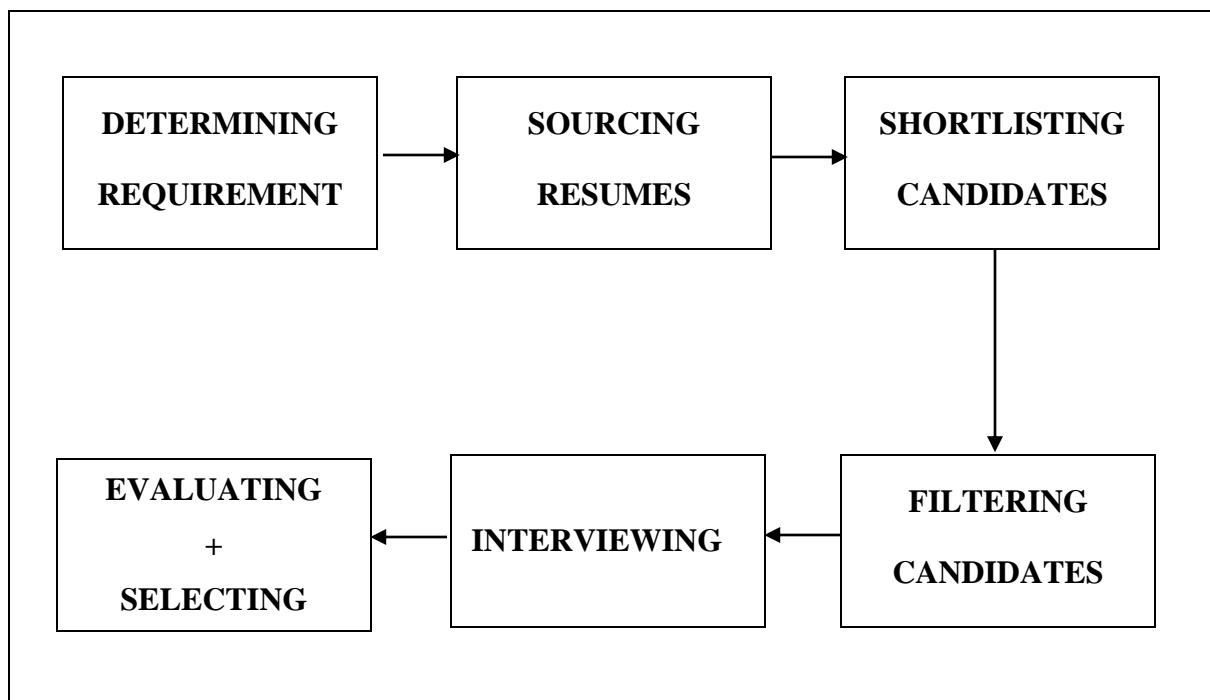 DETERMINING
REQUIREMENT
SOURCING
RESUMES
SHORTLISTING
CANDIDATES
FILTERING
CANDIDATES
INTERVIEWING
EVALUATING
+
SELECTING